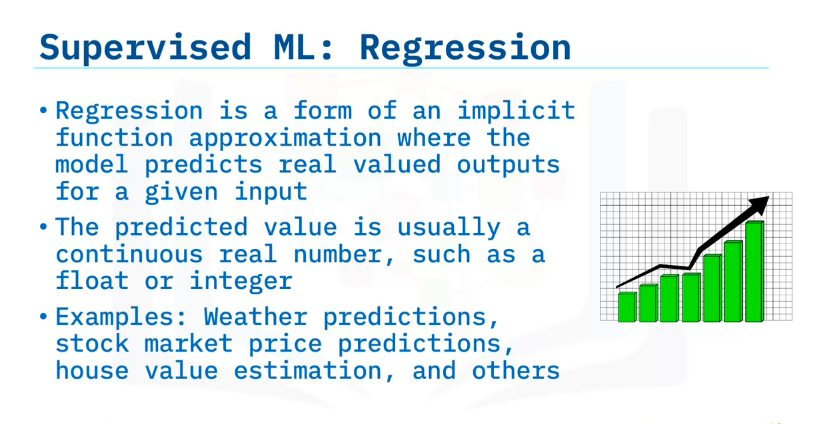 Supervised ML: Regression
• Regression is a form of an implicit
function approximation where the
model predicts real valued outputs
for a given input
• The predicted value is usually a
continuous real number, such as a
float or integer
• Examples: Weather predictions,
stock market price predictions,
house value estimation, and others